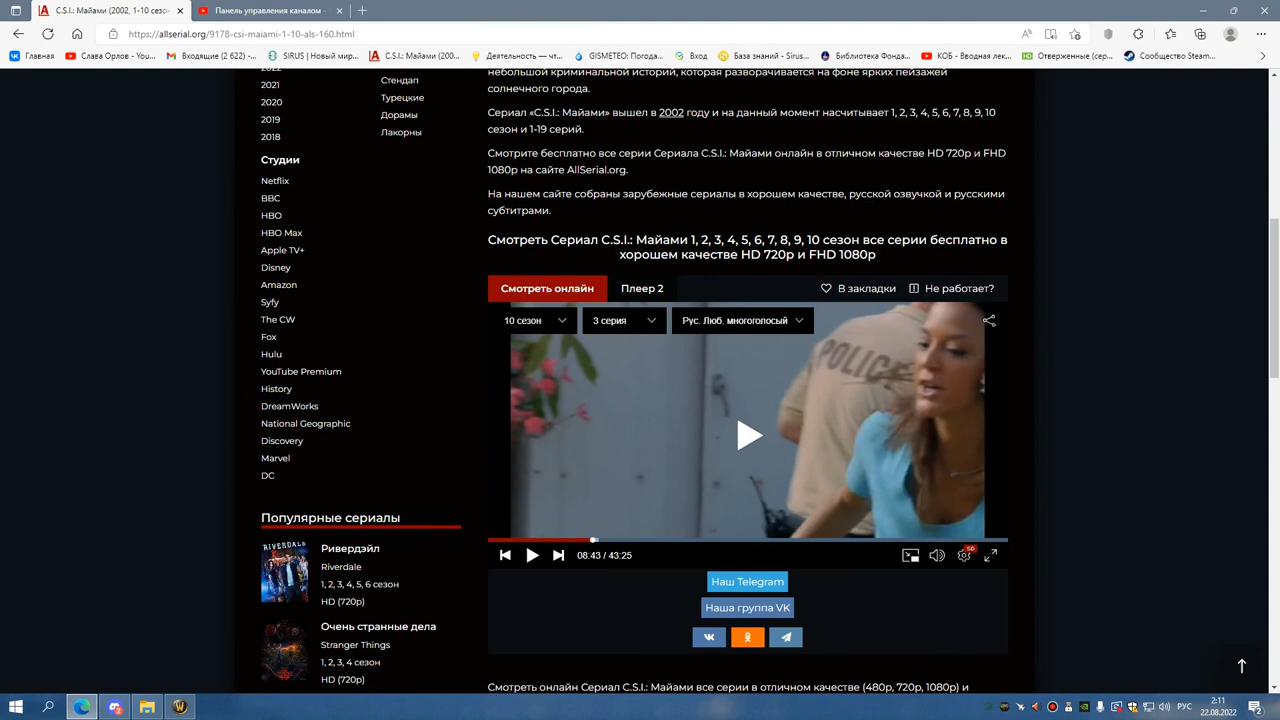 C.S.I.: Майами (2002, 1-10 сезон
Панель управления каналом -
https://allserial.org/9178-csi-maiami-1-10-als-160.html
Главная
Слава Орлов - You...
Входящие (2 622) -...
SIRUS | Новый мир...
C.S.I.: Майами (200...
Деятельность — чт...
GISMETEO: Погода...
Вход
База знаний - Sirus...
Библиотека Фонда...
КОБ - Вводная лек...
Отверженные (сер...
Сообщество Steam...
2022
2021
2020
2019
2018
Стендап
Турецкие
Дорамы
Лакорны
Студии
Netflix
BBC
HBO
HBO Max
Apple TV+
Disney
Amazon
Syfy
The CW
Fox
Hulu
YouTube Premium
History
DreamWorks
National Geographic
Discovery
Marvel
DC
Популярные сериалы
Ривердэйл
Riverdale
1, 2, 3, 4, 5, 6 сезон
HD (720p)
RIVERDALE
Очень странные дела
Stranger Things
1, 2, 3, 4 сезон
HD (720p)
небольшой криминальной историй, которая разворачивается на фоне ярких пейзажей
солнечного города.
Сериал «C.S.I.: Майами» вышел в 2002 году и на данный момент насчитывает 1, 2, 3, 4, 5, 6, 7, 8, 9, 10
сезон и 1-19 серий.
Смотрите бесплатно все серии Сериала C.S.I.: Майами онлайн в отличном качестве HD 720p и FHD
1080p на сайте AllSerial.org.
На нашем сайте собраны зарубежные сериалы в хорошем качестве, русской озвучкой и русскими
субтитрами.
Смотреть Сериал C.S.I.: Майами 1, 2, 3, 4, 5, 6, 7, 8, 9, 10 сезон все серии бесплатно в
хорошем качестве HD 720p и FHD 1080p
Смотреть онлайн
Плеер 2
В закладки
Не работает?
10 сезон
3 серия
Рус. Люб. многоголосый
POLICE
08:43 / 43:25
SD
Наш Telegram
Наша группа VK
Смотреть онлайн Сериал C.S.I.: Майами все серии в отличном качестве (480p, 720p, 1080p) и
РУС
2:11
22.08.2022
2